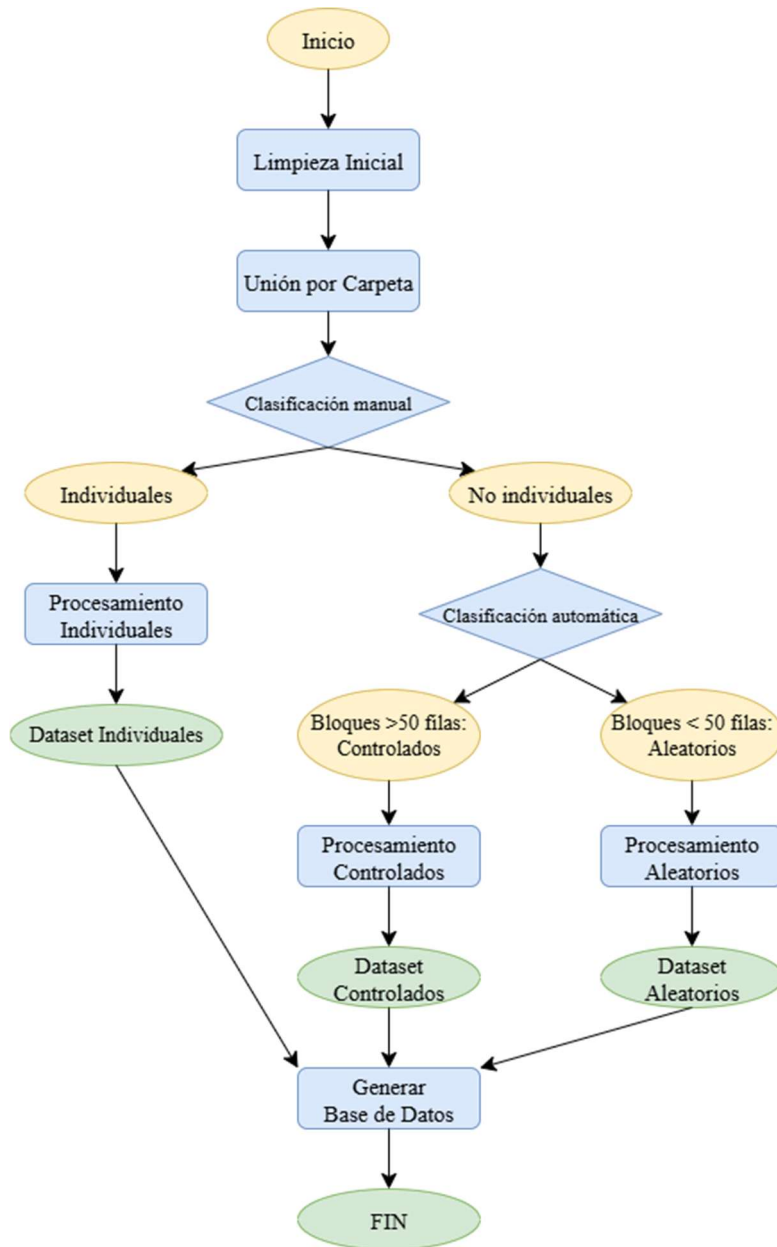 Inicio
Limpieza Inicial
Unión por Carpeta
Clasificación manual
Individuales
No individuales
Procesamiento
Individuales
Clasificación automática
Dataset Individuales
Bloques >50 filas:
Controlados
Bloques < 50 filas:
Aleatorios
Procesamiento
Controlados
Procesamiento
Aleatorios
Dataset
Controlados
Dataset
Aleatorios
Generar
Base de Datos
FIN